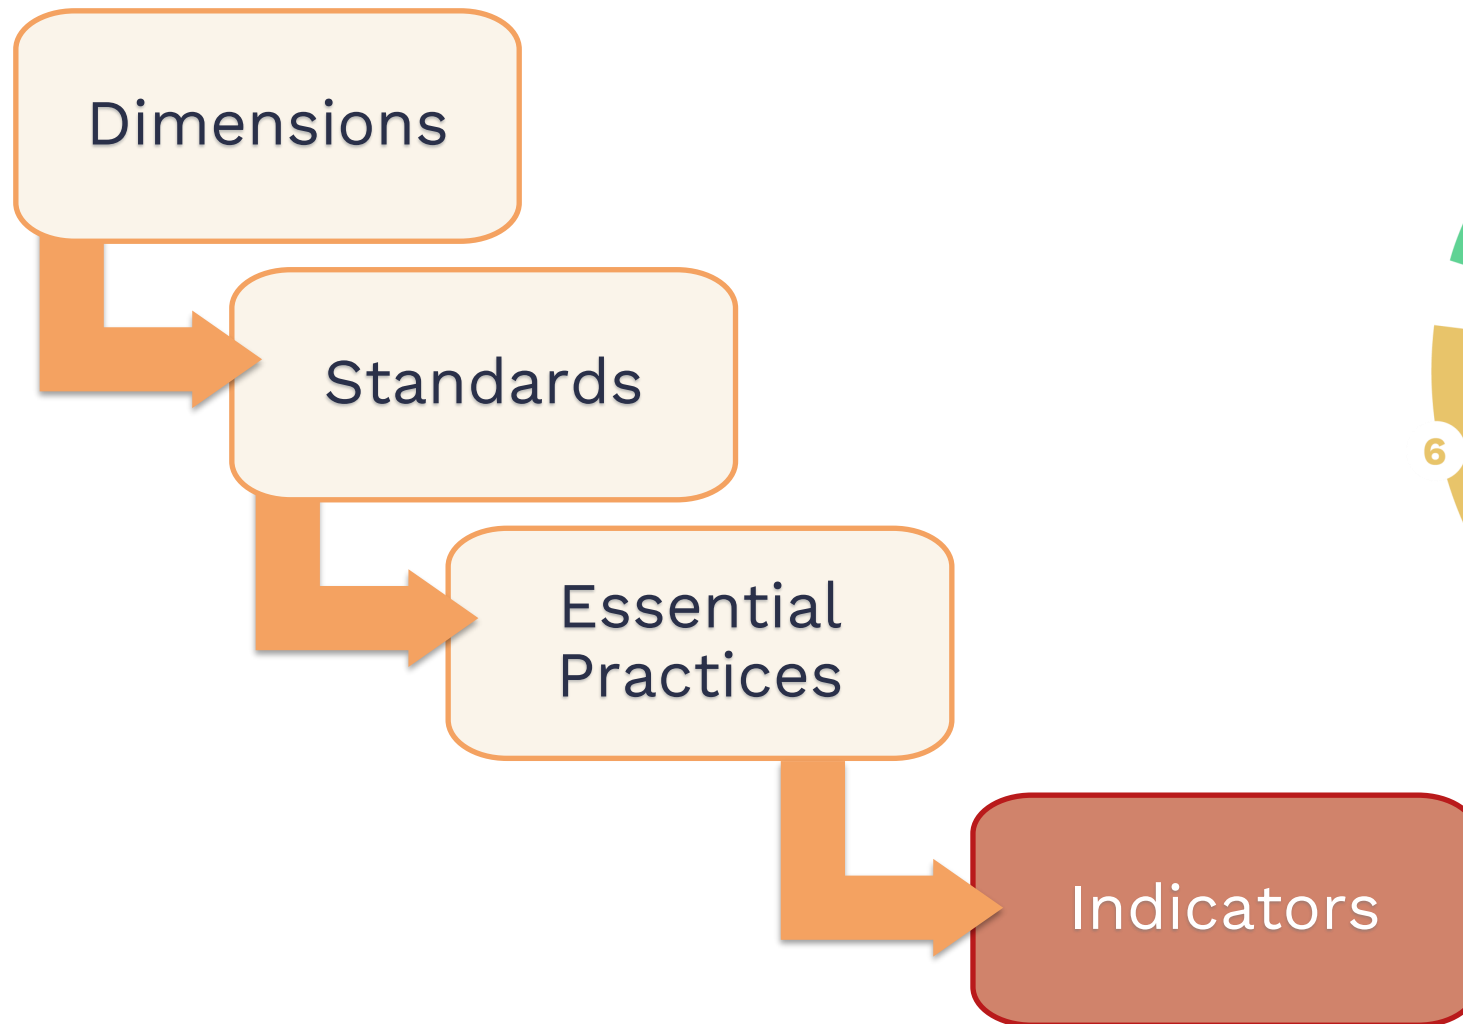 Dimensions
Standards
6
Essential
Practices
Indicators